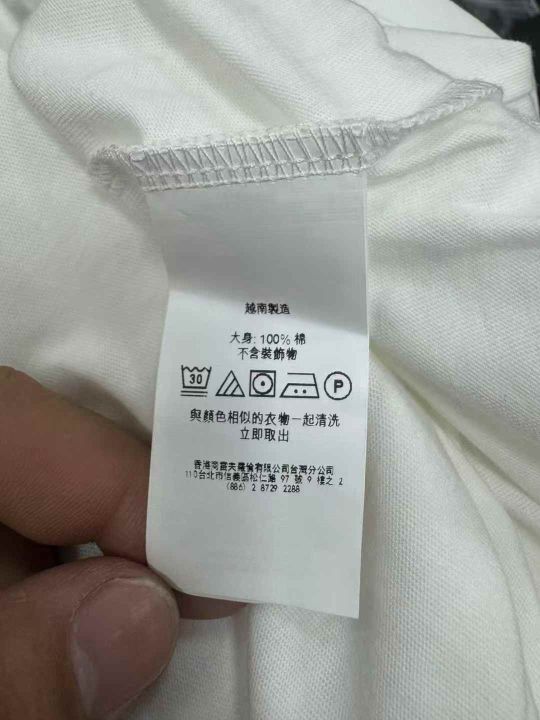 越南製造
大身: 100% 棉
不含裝飾物
30
P
與顏色相似的衣物一起清洗
立即取出
香港商富夫羅倫有限公司台灣分公司
110台北市信義區松仁路 97 號 9 樓之 2
(886) 2 8729 2288